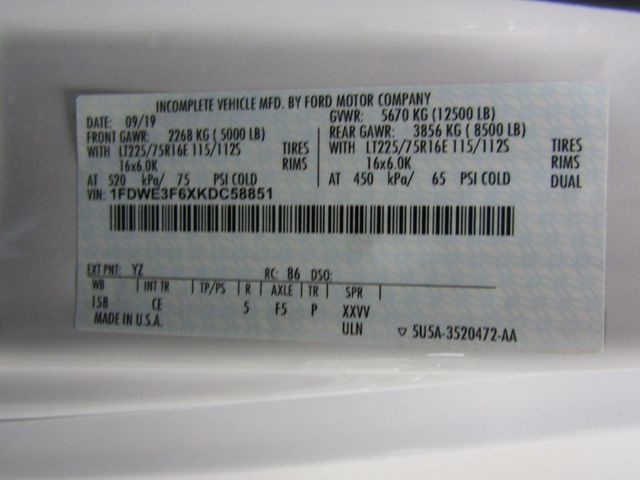 INCOMPLETE VEHICLE MFD. BY FORD MOTOR COMPANY
DATE: 09/19 GVWR: 5670 KG (12500 LB)
FRONT GAWR: 2268 KG (5000 LB) REAR GAWR: 3856 KG (8500 LB)
WITH LT225/75R16E 115/112S TIRES WITH LT225/75R16E 115/112S TIRES
16x6.0K RIMS 16x6.0K RIMS
AT 520 kPa/ 75 PSI COLD AT 450 kPa/ 65 PSI COLD DUAL
VIN: 1FDWE3F6XKDC58851
EXT PNT: YZ RC: 86 DSO:
WB INT TR TP/PS R AXLE TR SPR
158 CE 5 F5 P XXVV
MADE IN U.S.A. ULN ▽ 5U5A-3520472-AA